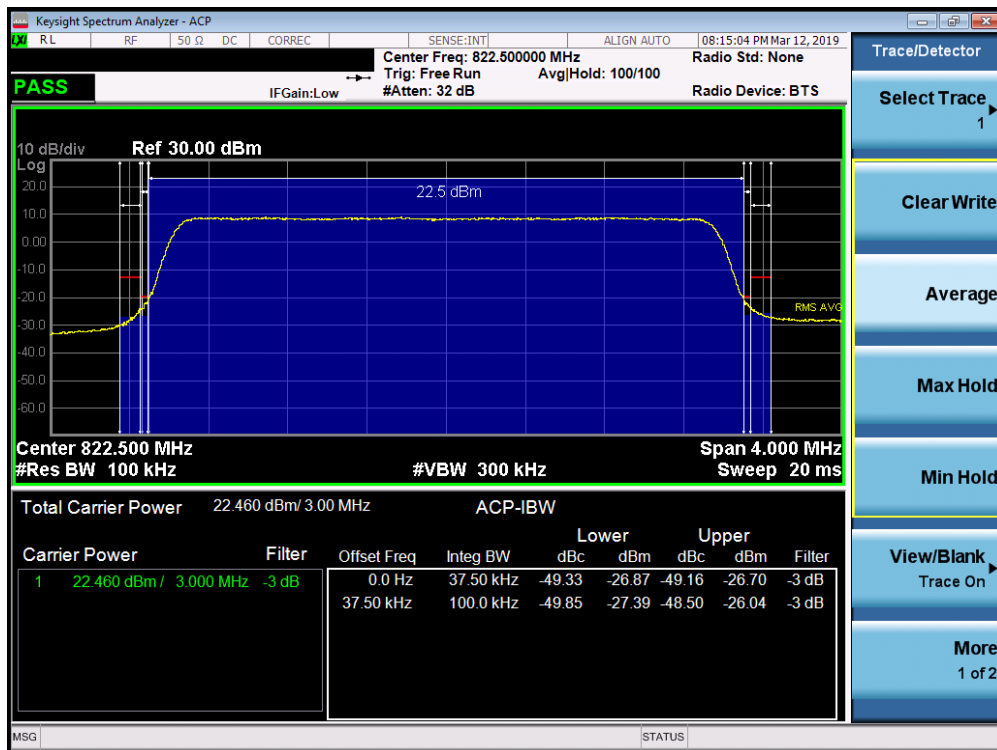 Keysight Spectrum Analyzer - ACP
LXI RL RF 50 Ω DC CORREC SENSE:INT ALIGN AUTO 08:15:04 PM Mar 12, 2019
Center Freq: 822.500000 MHz Radio Std: None
Trig: Free Run Avg|Hold: 100/100
PASS IFGain:Low #Atten: 32 dB Radio Device: BTS
10 dB/div Ref 30.00 dBm
Log
20.0
22.5 dBm
10.0
0.00
-10.0
-20.0
RMS AVG
-30.0
-40.0
-50.0
-60.0
Center 822.500 MHz Span 4.000 MHz
#Res BW 100 kHz #VBW 300 kHz Sweep 20 ms
Total Carrier Power 22.460 dBm/ 3.00 MHz ACP-IBW
Lower Upper
Carrier Power Filter Offset Freq Integ BW dBc dBm dBc dBm Filter
1 22.460 dBm / 3.000 MHz -3 dB 0.0 Hz 37.50 kHz -49.33 -26.87 -49.16 -26.70 -3 dB
37.50 kHz 100.0 kHz -49.85 -27.39 -48.50 -26.04 -3 dB
MSG STATUS
Trace/Detector
Select Trace
1
Clear Write
Average
Max Hold
Min Hold
View/Blank
Trace On
More
1 of 2